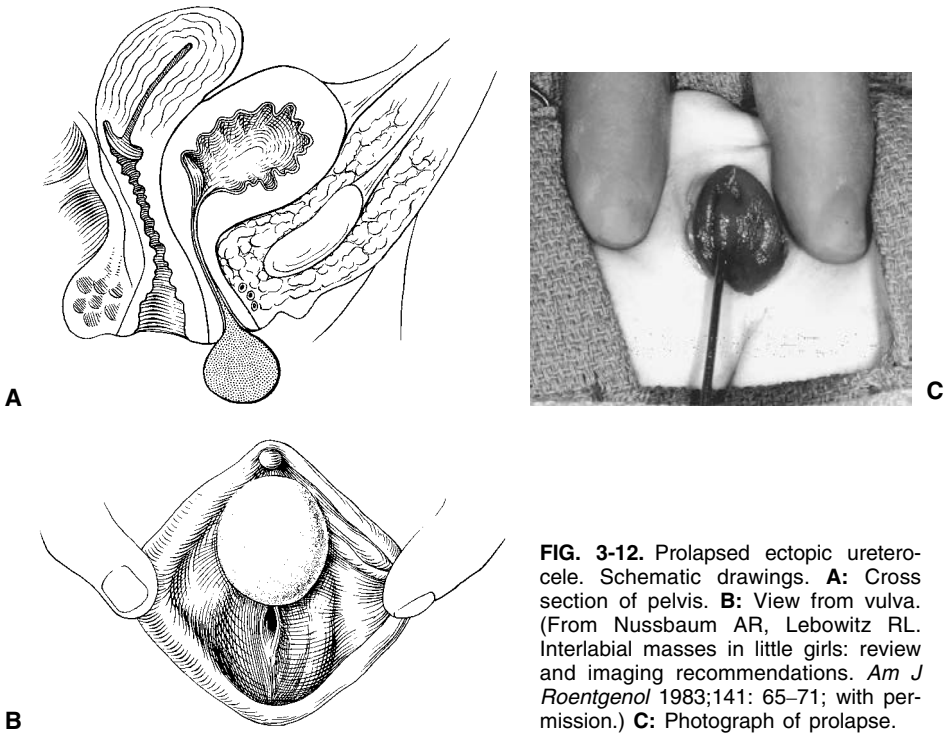 A
C
B
FIG. 3-12. Prolapsed ectopic uretero-
cele. Schematic drawings. A: Cross
section of pelvis. B: View from vulva.
(From Nussbaum AR, Lebowitz RL.
Interlabial masses in little girls: review
and imaging recommendations. Am J
Roentgenol 1983;141: 65–71; with per-
mission.) C: Photograph of prolapse.